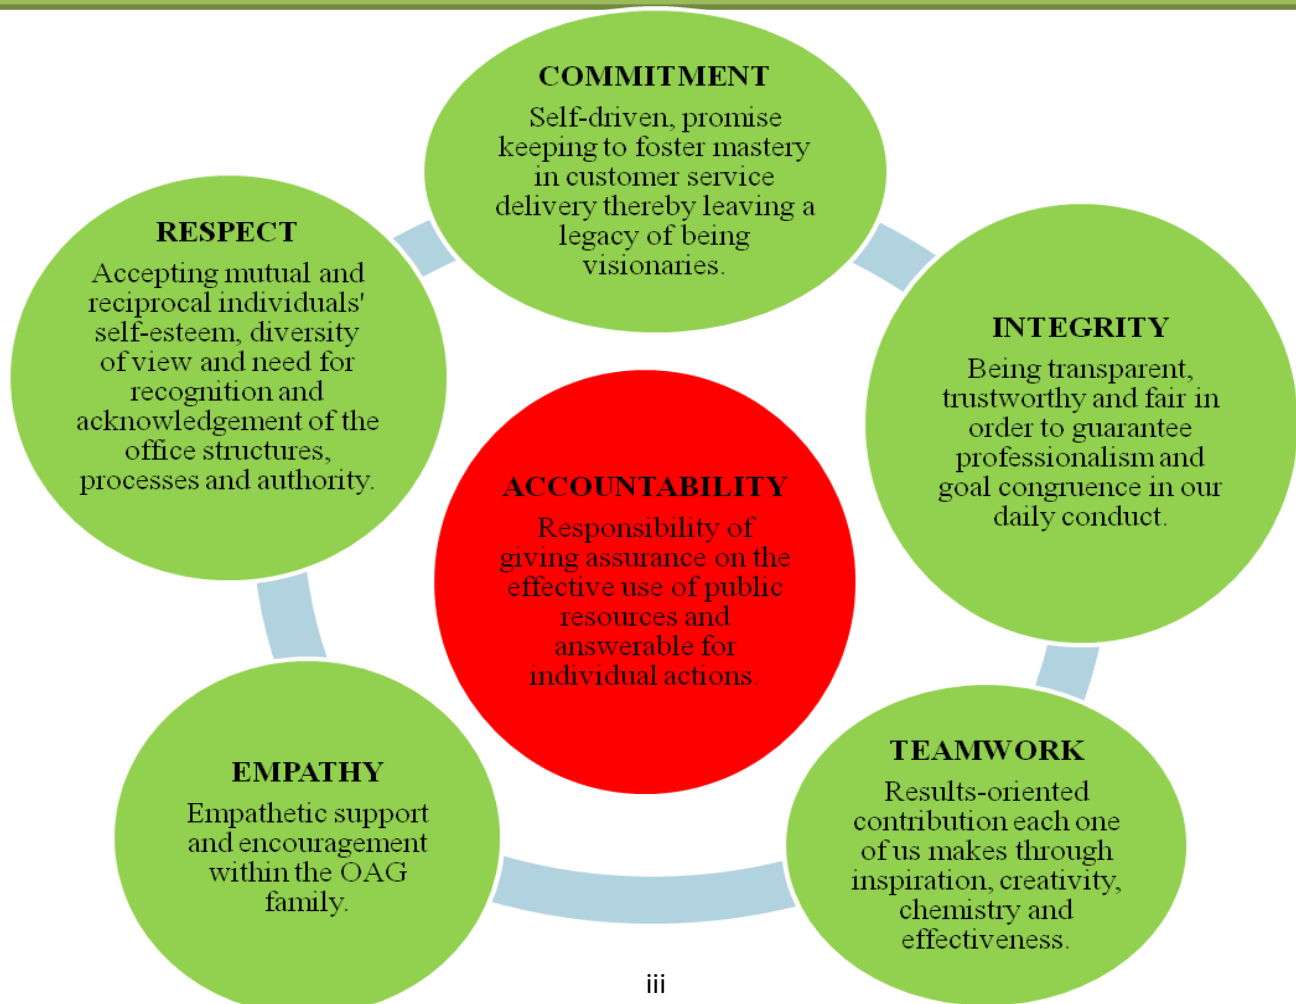 COMMITMENT
Self-driven, promise
keeping to foster mastery
in customer service
delivery thereby leaving a
legacy of being
visionaries.
RESPECT
Accepting mutual and
reciprocal individuals'
self-esteem, diversity
of view and need for
recognition and
acknowledgement of the
office structures,
processes and authority.
INTEGRITY
Being transparent,
trustworthy and fair in
order to guarantee
professionalism and
goal congruence in our
daily conduct.
ACCOUNTABILITY
Responsibility of
giving assurance on the
effective use of public
resources and
answerable for
individual actions.
EMPATHY
Empathetic support
and encouragement
within the OAG
family.
TEAMWORK
Results-oriented
contribution each one
of us makes through
inspiration, creativity,
chemistry and
effectiveness.
iii